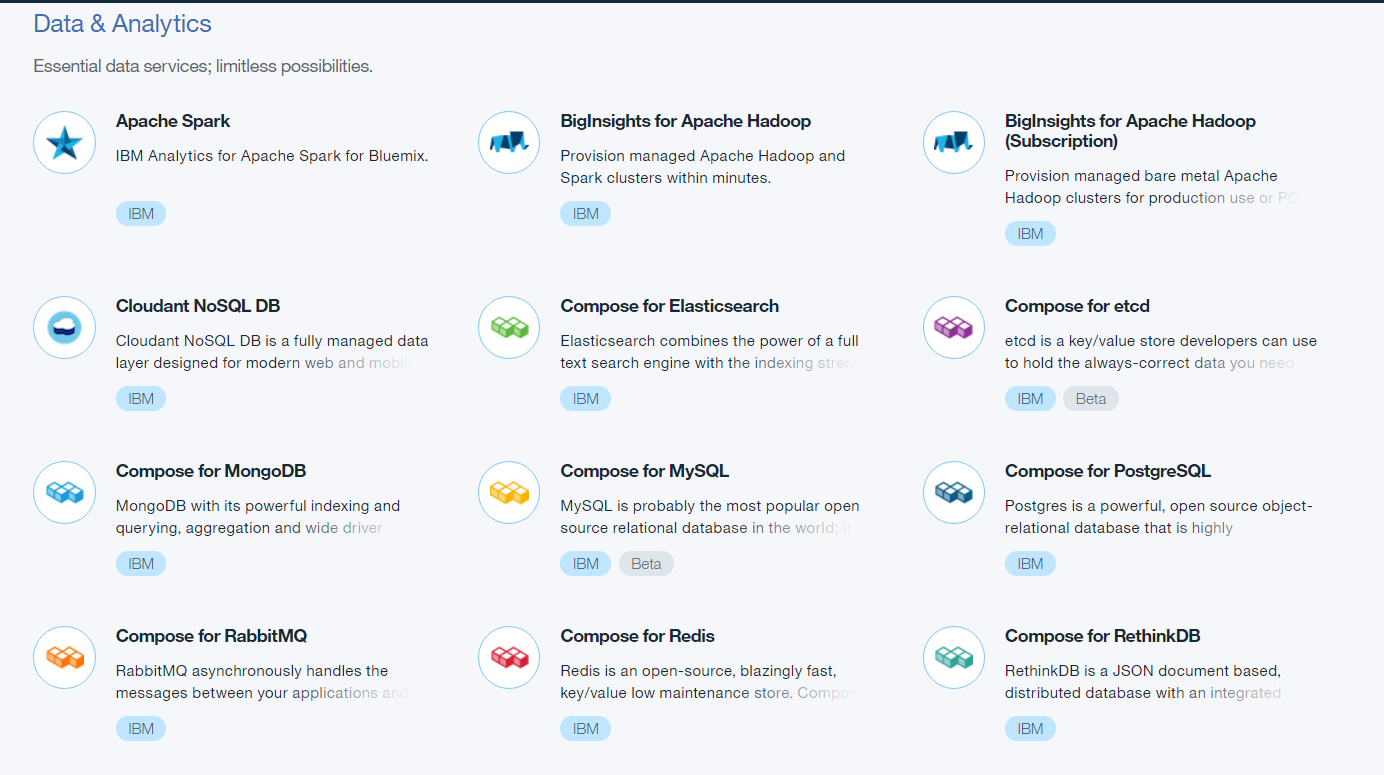 Data & Analytics
Essential data services; limitless possibilities.
Apache Spark
IBM Analytics for Apache Spark for Bluemix.
IBM
BigInsights for Apache Hadoop
Provision managed Apache Hadoop and
Spark clusters within minutes.
IBM
BigInsights for Apache Hadoop
(Subscription)
Provision managed bare metal Apache
Hadoop clusters for production use or
IBM
Cloudant NoSQL DB
Cloudant NoSQL DB is a fully managed data
layer designed for modern web and
IBM
Compose for Elasticsearch
Elasticsearch combines the power of a full
text search engine with the indexing
IBM
Compose for etcd
etcd is a key/value store developers can use
to hold the always-correct data you need
IBM
Beta
Compose for MongoDB
MongoDB with its powerful indexing and
querying, aggregation and wide driver
IBM
Compose for MySQL
MySQL is probably the most popular open
source relational database in the world;
IBM
Beta
Compose for PostgreSQL
Postgres is a powerful, open source object-
relational database that is highly
IBM
Compose for RabbitMQ
RabbitMQ asynchronously handles the
messages between your applications and
IBM
Compose for Redis
Redis is an open-source, blazingly fast,
key/value low maintenance store.
IBM
Compose for RethinkDB
RethinkDB is a JSON document based,
distributed database with an integrated
IBM